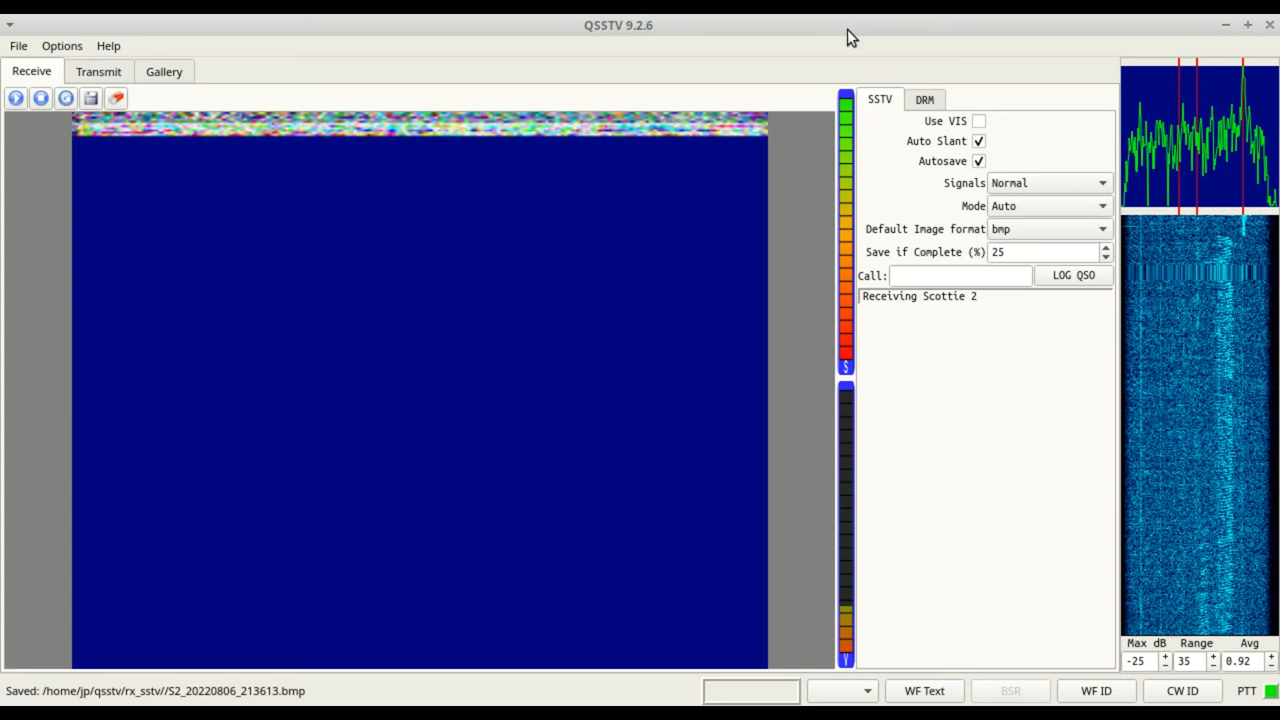 QSSTV 9.2.6
File Options Help
Receive Transmit Gallery
SSTV DRM
Use VIS
Auto Slant
Autosave
Signals Normal
Mode Auto
Default Image format bmp
Save if Complete (%) 25
Call: LOG QSO
Receiving Scottie 2
S
V
Max dB Range Avg
-25 35 0.92
Saved: /home/jp/qsstv/rx_sstv//S2_20220806_213613.bmp
WF Text BSR WF ID CW ID PTT